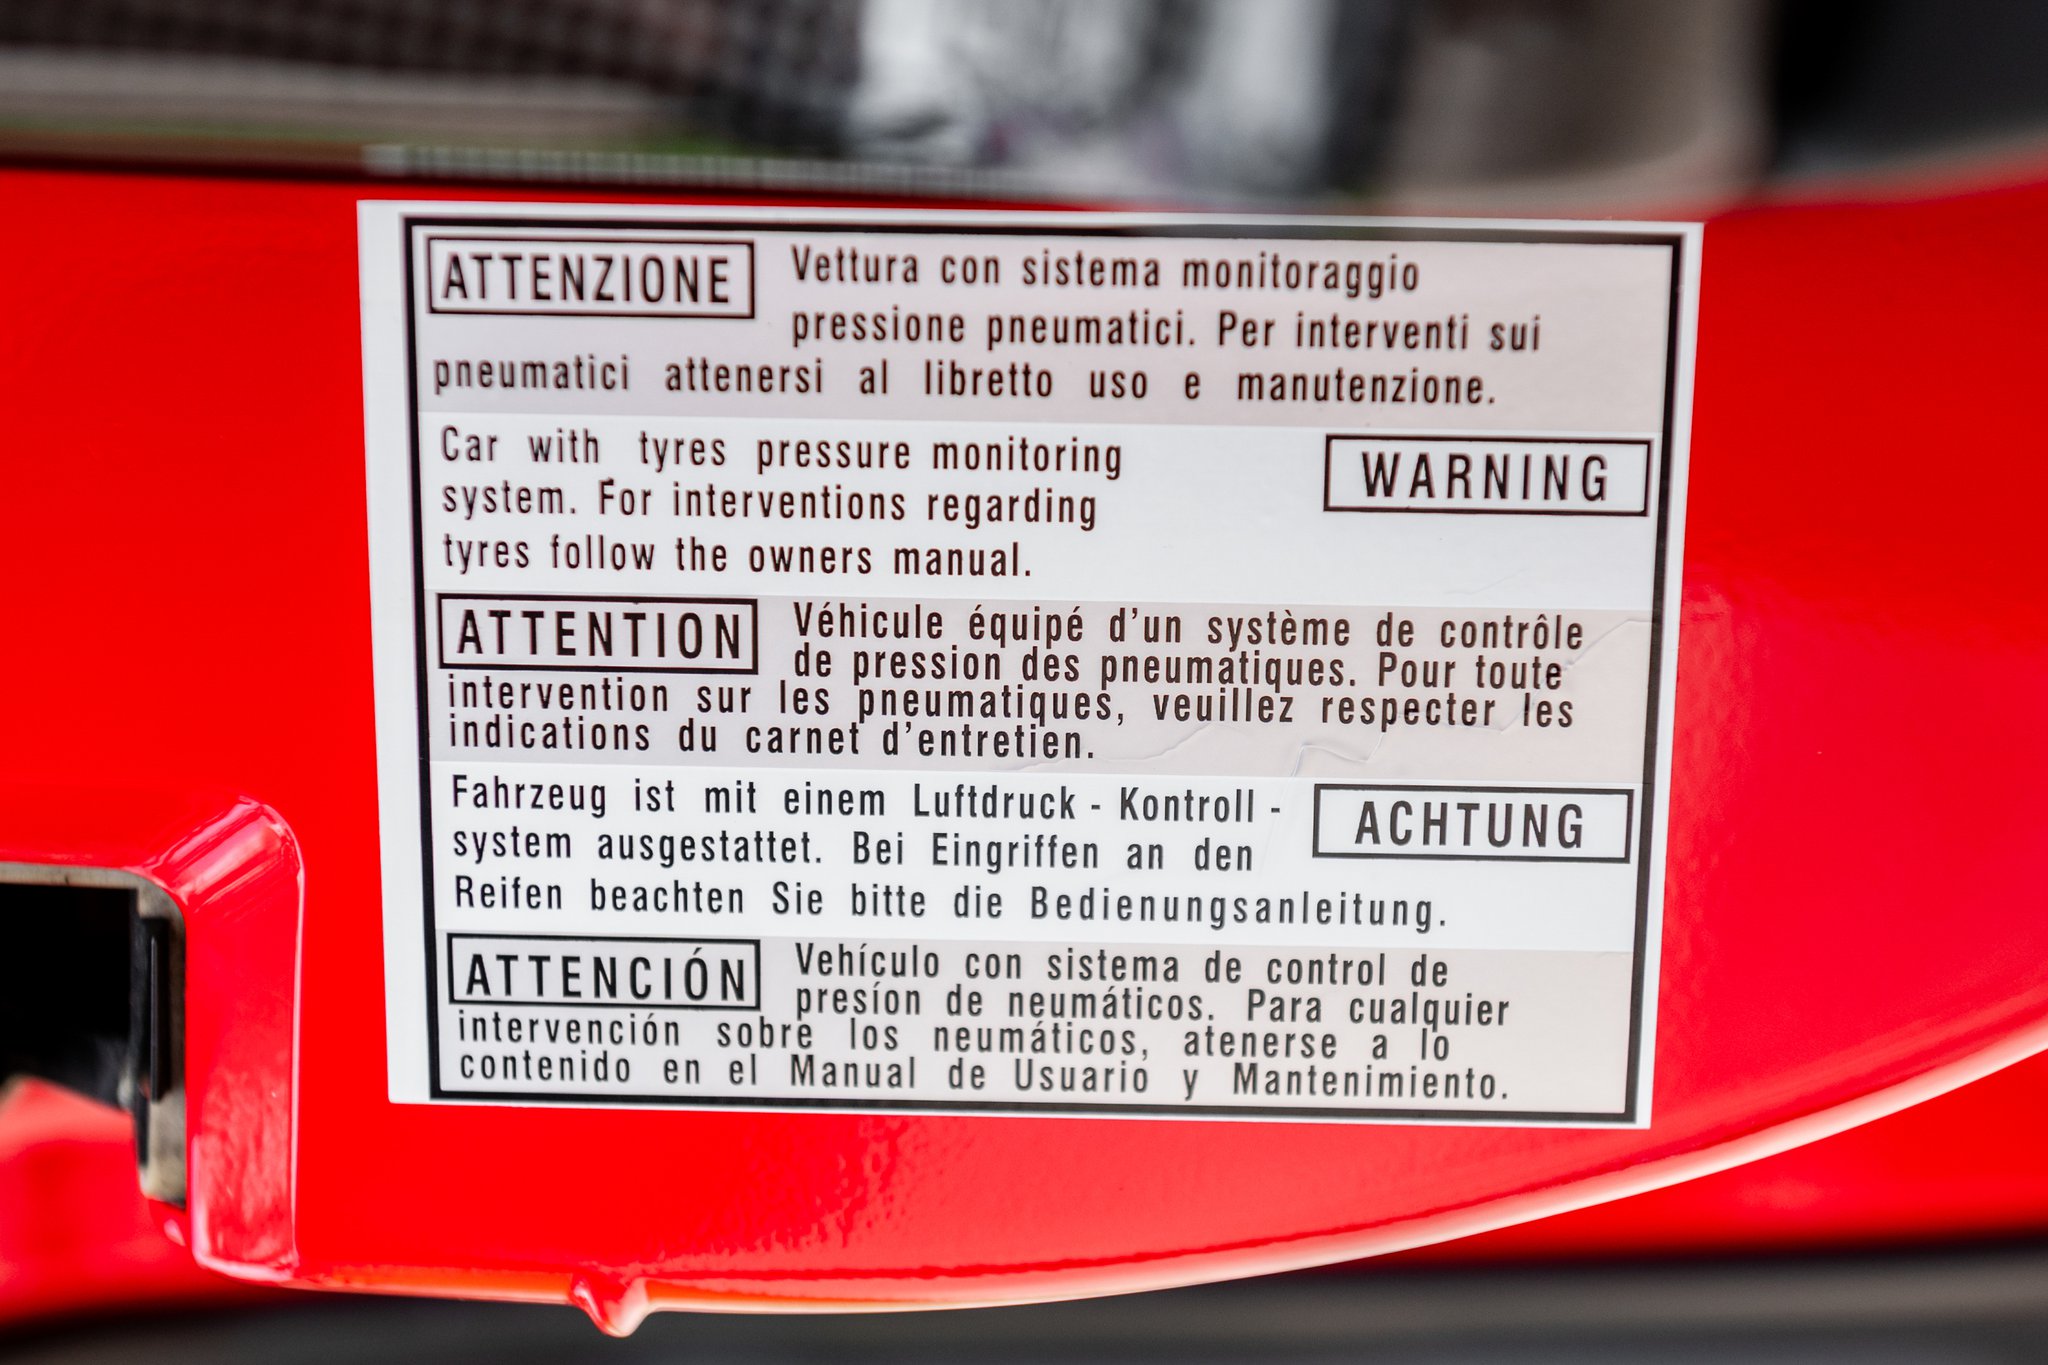 ATTENZIONE Vettura con sistema monitoraggio
pressione pneumatici. Per interventi sui
pneumatici attenersi al libretto uso e manutenzione.
Car with tyres pressure monitoring WARNING
system. For interventions regarding
tyres follow the owners manual.
ATTENTION Véhicule équipé d'un système de contrôle
de pression des pneumatiques. Pour toute
intervention sur les pneumatiques, veuillez respecter les
indications du carnet d'entretien.
Fahrzeug ist mit einem Luftdruck - Kontroll - ACHTUNG
system ausgestattet. Bei Eingriffen an den
Reifen beachten Sie bitte die Bedienungsanleitung.
ATTENCIÓN Vehículo con sistema de control de
presíon de neumáticos. Para cualquier
intervención sobre los neumáticos, atenerse a lo
contenido en el Manual de Usuario y Mantenimiento.